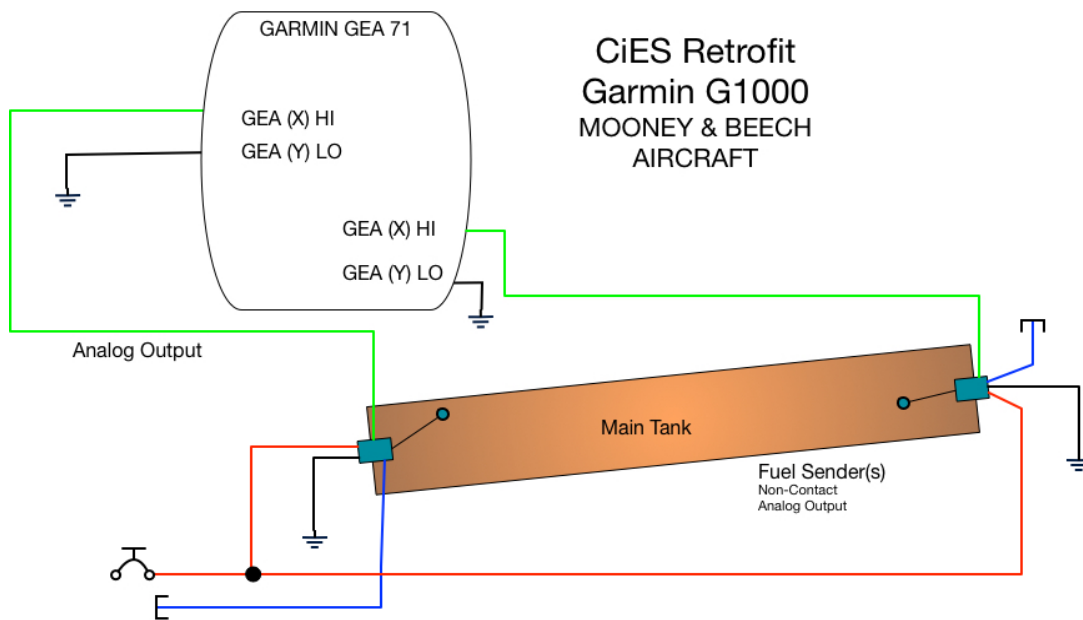 GARMIN GEA 71
CiES Retrofit
Garmin G1000
MOONEY & BEECH
AIRCRAFT
GEA (X) HI
GEA (Y) LO
GEA (X) HI
GEA (Y) LO
Analog Output
Main Tank
Fuel Sender(s)
Non-Contact
Analog Output